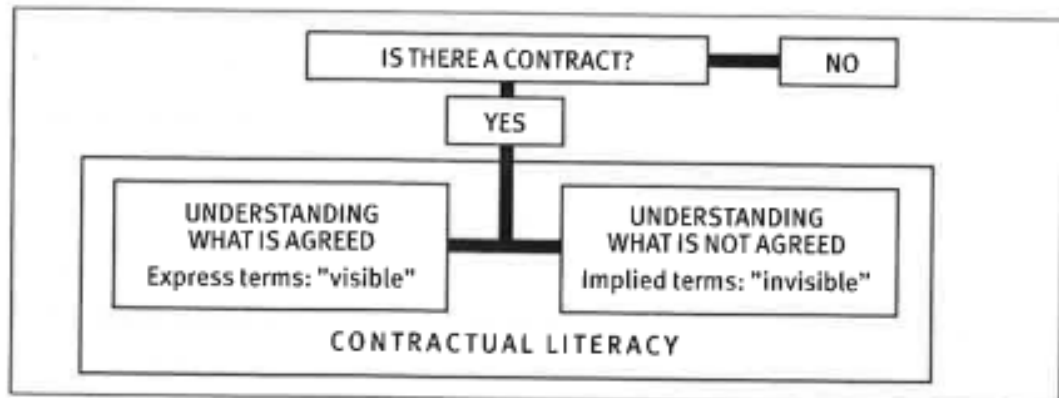 IS THERE A CONTRACT?
NO
YES
UNDERSTANDING
WHAT IS AGREED
Express terms: "visible"
UNDERSTANDING
WHAT IS NOT AGREED
Implied terms: "invisible"
CONTRACTUAL LITERACY